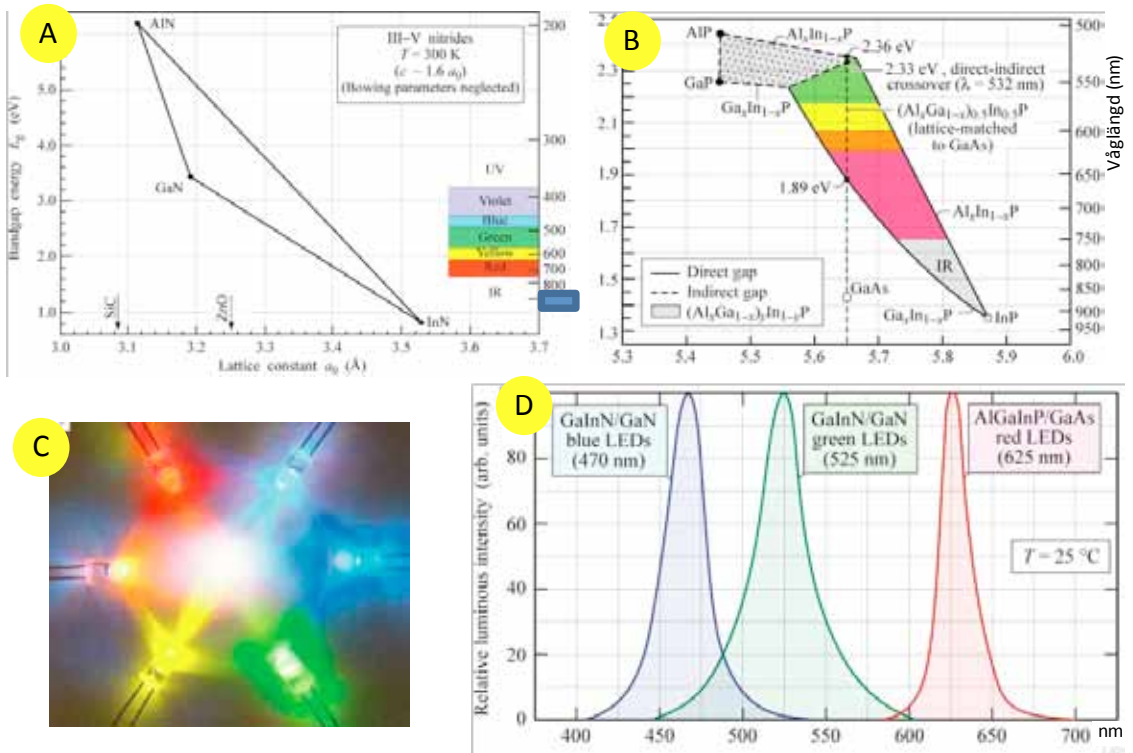 A
AlN
III–V nitrides
T = 300 K
(c ~ 1.6 a₀)
(Bowing parameters neglected)
GaN
InN
SiC
ZnO
UV
Violet
Blue
Green
Yellow
Red
IR
200
300
400
500
600
700
800
Bandgap energy E_g (eV)
5.0
4.0
3.0
2.0
1.0
3.0 3.1 3.2 3.3 3.4 3.5 3.6 3.7
Lattice constant a₀ (Å)
B
AlP
GaP
AlₓIn₁₋ₓP
GaₓIn₁₋ₓP
2.36 eV
2.33 eV , direct-indirect
crossover (λ = 532 nm)
(AlₓGa₁₋ₓ)₀.₅In₀.₅P
(lattice-matched
to GaAs)
1.89 eV
AlₓIn₁₋ₓP
IR
GaAs
GaₓIn₁₋ₓP
InP
Direct gap
Indirect gap
(AlₓGa₁₋ₓ)ᵧIn₁₋ᵧP
2.3
2.1
1.9
1.7
1.5
1.3
5.3 5.4 5.5 5.6 5.7 5.8 5.9 6.0
500
550
600
650
700
750
800
850
900
950
Våglängd (nm)
C
D
GaInN/GaN
blue LEDs
(470 nm)
GaInN/GaN
green LEDs
(525 nm)
AlGaInP/GaAs
red LEDs
(625 nm)
T = 25 °C
Relative luminous intensity (arb. units)
80
60
40
20
0
400 450 500 550 600 650 700 nm